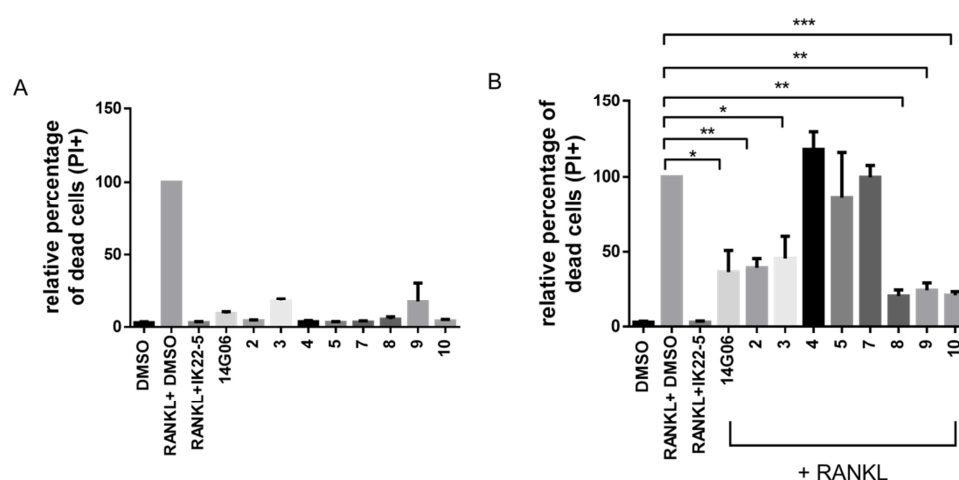 A
relative percentage
of dead cells (PI+)
150
100
50
0
DMSO
RANKL+ DMSO
RANKL+IK22-5
14G06
2
3
4
5
7
8
9
10
B
relative percentage of
dead cells (PI+)
150
100
50
0
***
**
**
*
**
*
DMSO
RANKL+ DMSO
RANKL+IK22-5
14G06
2
3
4
5
7
8
9
10
+ RANKL